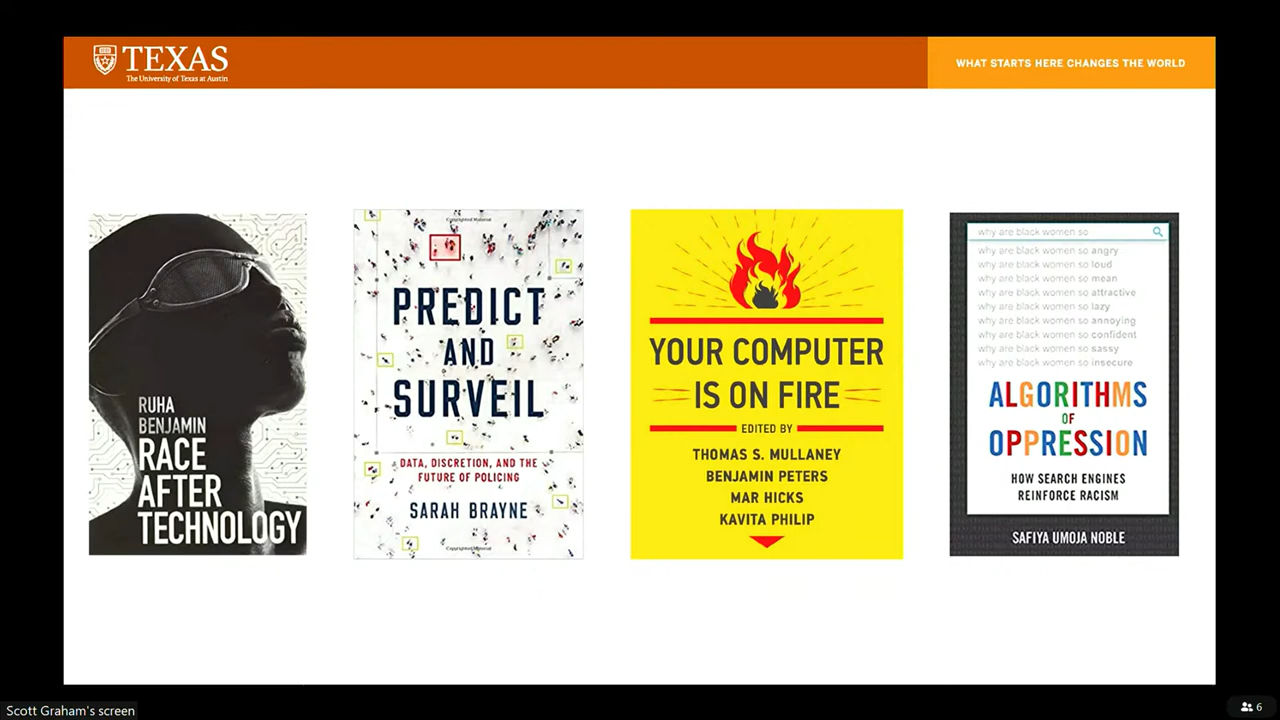 TEXAS
The University of Texas at Austin
WHAT STARTS HERE CHANGES THE WORLD
RUHA
BENJAMIN
RACE
AFTER
TECHNOLOGY
Copyrighted Material
PREDICT
AND
SURVEIL
DATA, DISCRETION, AND THE
FUTURE OF POLICING
SARAH BRAYNE
Copyrighted Material
YOUR COMPUTER
IS ON FIRE
EDITED BY
THOMAS S. MULLANEY
BENJAMIN PETERS
MAR HICKS
KAVITA PHILIP
why are black women so
why are black women so angry
why are black women so loud
why are black women so mean
why are black women so attractive
why are black women so lazy
why are black women so annoying
why are black women so confident
why are black women so sassy
why are black women so insecure
ALGORITHMS
OF
OPPRESSION
HOW SEARCH ENGINES
REINFORCE RACISM
SAFIYA UMOJA NOBLE
Scott Graham's screen
6